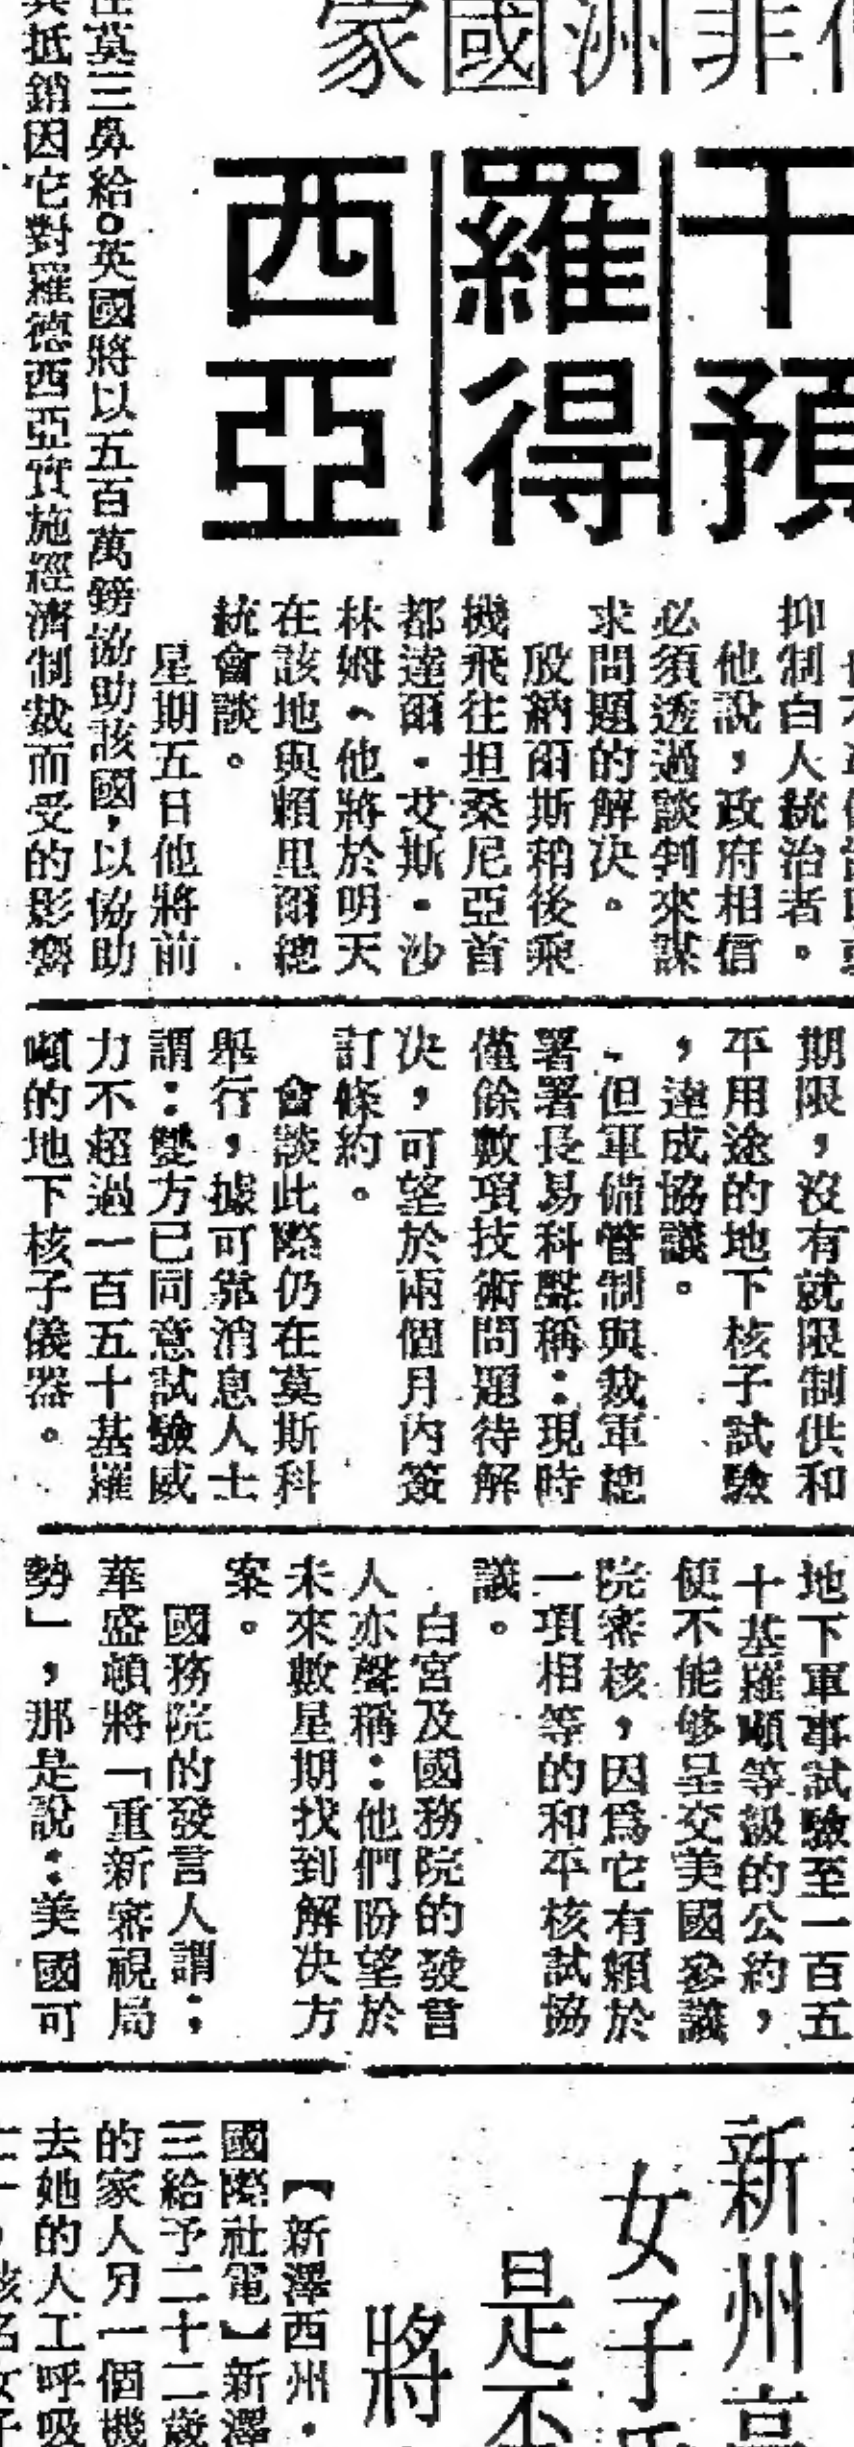 非洲國家
干預
羅得
西亞
抑制白人統治者。
他說，政府相信
必須透過談判來謀
求問題的解决。
殷納爾斯稍後乘
機飛往坦桑尼亞首
都達爾・艾斯・沙
林姆、他將於明天
在該地與賴里爾總
統會談。
星期五日他將前
往莫三鼻給。英國將以五百萬鎊協助該國，以協助
其抵銷因它對羅德西亞實施經濟制裁而受的影響
期限，沒有就限制供和
平用途的地下核子試驗
，達成協議。
但軍備管制與裁軍總
署署長易科壑稱：現時
僅餘數項技術問題待解
决，可望於兩個月內簽
訂條約。
會談此際仍在莫斯科
舉行，據可靠消息人士
謂：雙方已同意試驗威
力不超過一百五十基羅
噸的地下核子儀器。
地下軍事試驗至一百五
十基羅噸等級的公約，
便不能够呈交美國參議
院審核，因爲它有賴於
一項相等的和平核試協
議。
白宮及國務院的發言
人亦聲稱：他們盼望於
未來數星期找到解决方
案。
國務院的發言人謂：
華盛頓將「重新審視局
勢」，那是說：美國可
新州高
女子
是否
將
【新澤西州・
國際社電】新澤
三給予二十二歲
的家人另一個機
去她的人工呼吸